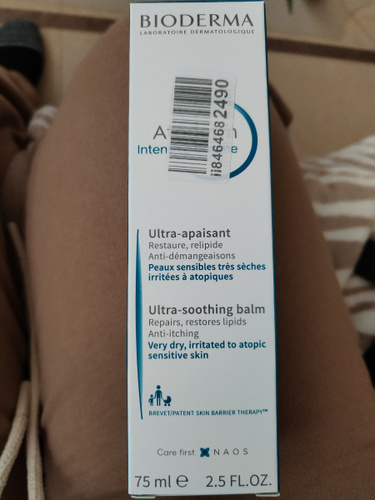 BIODERMA
LABORATOIRE DERMATOLOGIQUE
ii8464682490
Ultra-apaisant
Restaure, relipide
Anti-démangeaisons
Peaux sensibles très sèches
irritées à atopiques
Ultra-soothing balm
Repairs, restores lipids
Anti-itching
Very dry, irritated to atopic
sensitive skin
BREVET/PATENT SKIN BARRIER THERAPY™
Care first. NAOS
75 ml ℮ 2.5 FL.OZ.